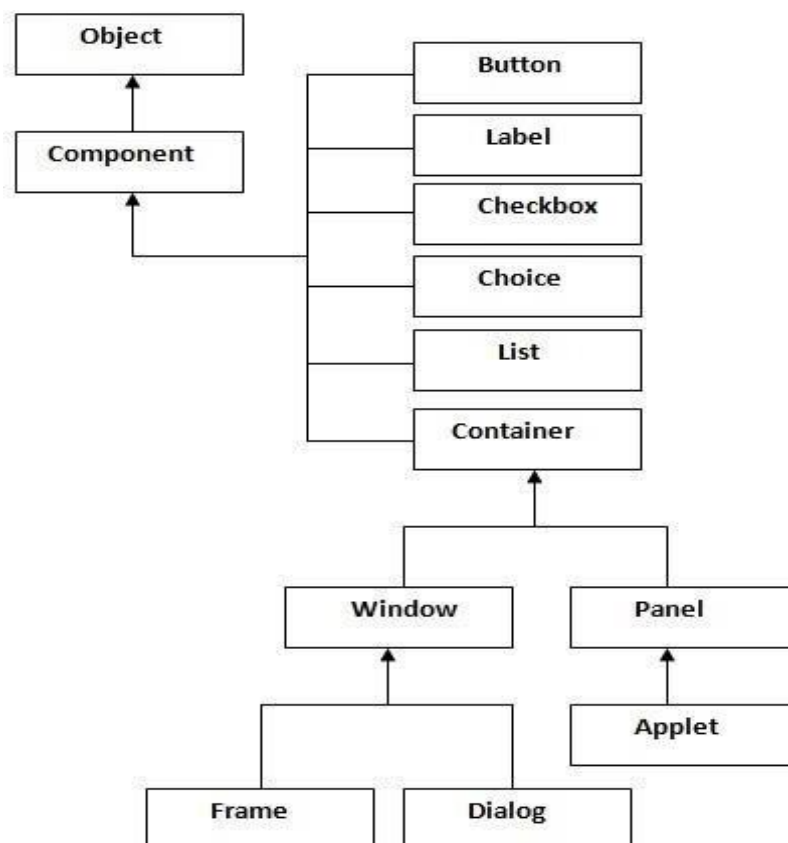 Object
Button
Label
Component
Checkbox
Choice
List
Container
Window
Panel
Applet
Frame
Dialog